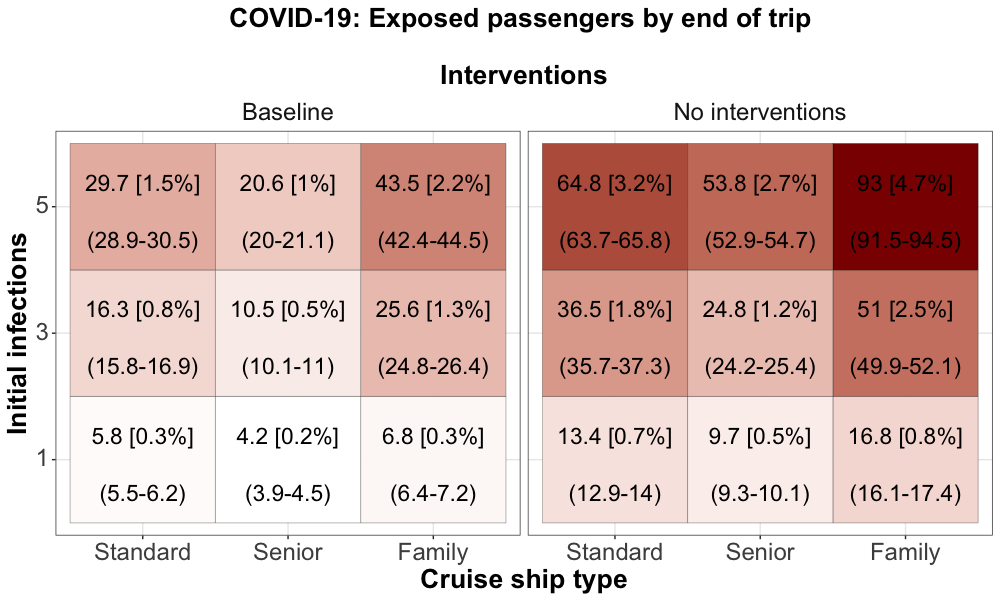 COVID-19: Exposed passengers by end of trip
Interventions
Baseline
No interventions
Initial infections
5
29.7 [1.5%] 20.6 [1%] 43.5 [2.2%] 64.8 [3.2%] 53.8 [2.7%] 93 [4.7%]
(28.9-30.5) (20-21.1) (42.4-44.5) (63.7-65.8) (52.9-54.7) (91.5-94.5)
3
16.3 [0.8%] 10.5 [0.5%] 25.6 [1.3%] 36.5 [1.8%] 24.8 [1.2%] 51 [2.5%]
(15.8-16.9) (10.1-11) (24.8-26.4) (35.7-37.3) (24.2-25.4) (49.9-52.1)
1
5.8 [0.3%] 4.2 [0.2%] 6.8 [0.3%] 13.4 [0.7%] 9.7 [0.5%] 16.8 [0.8%]
(5.5-6.2) (3.9-4.5) (6.4-7.2) (12.9-14) (9.3-10.1) (16.1-17.4)
Standard Senior Family Standard Senior Family
Cruise ship type